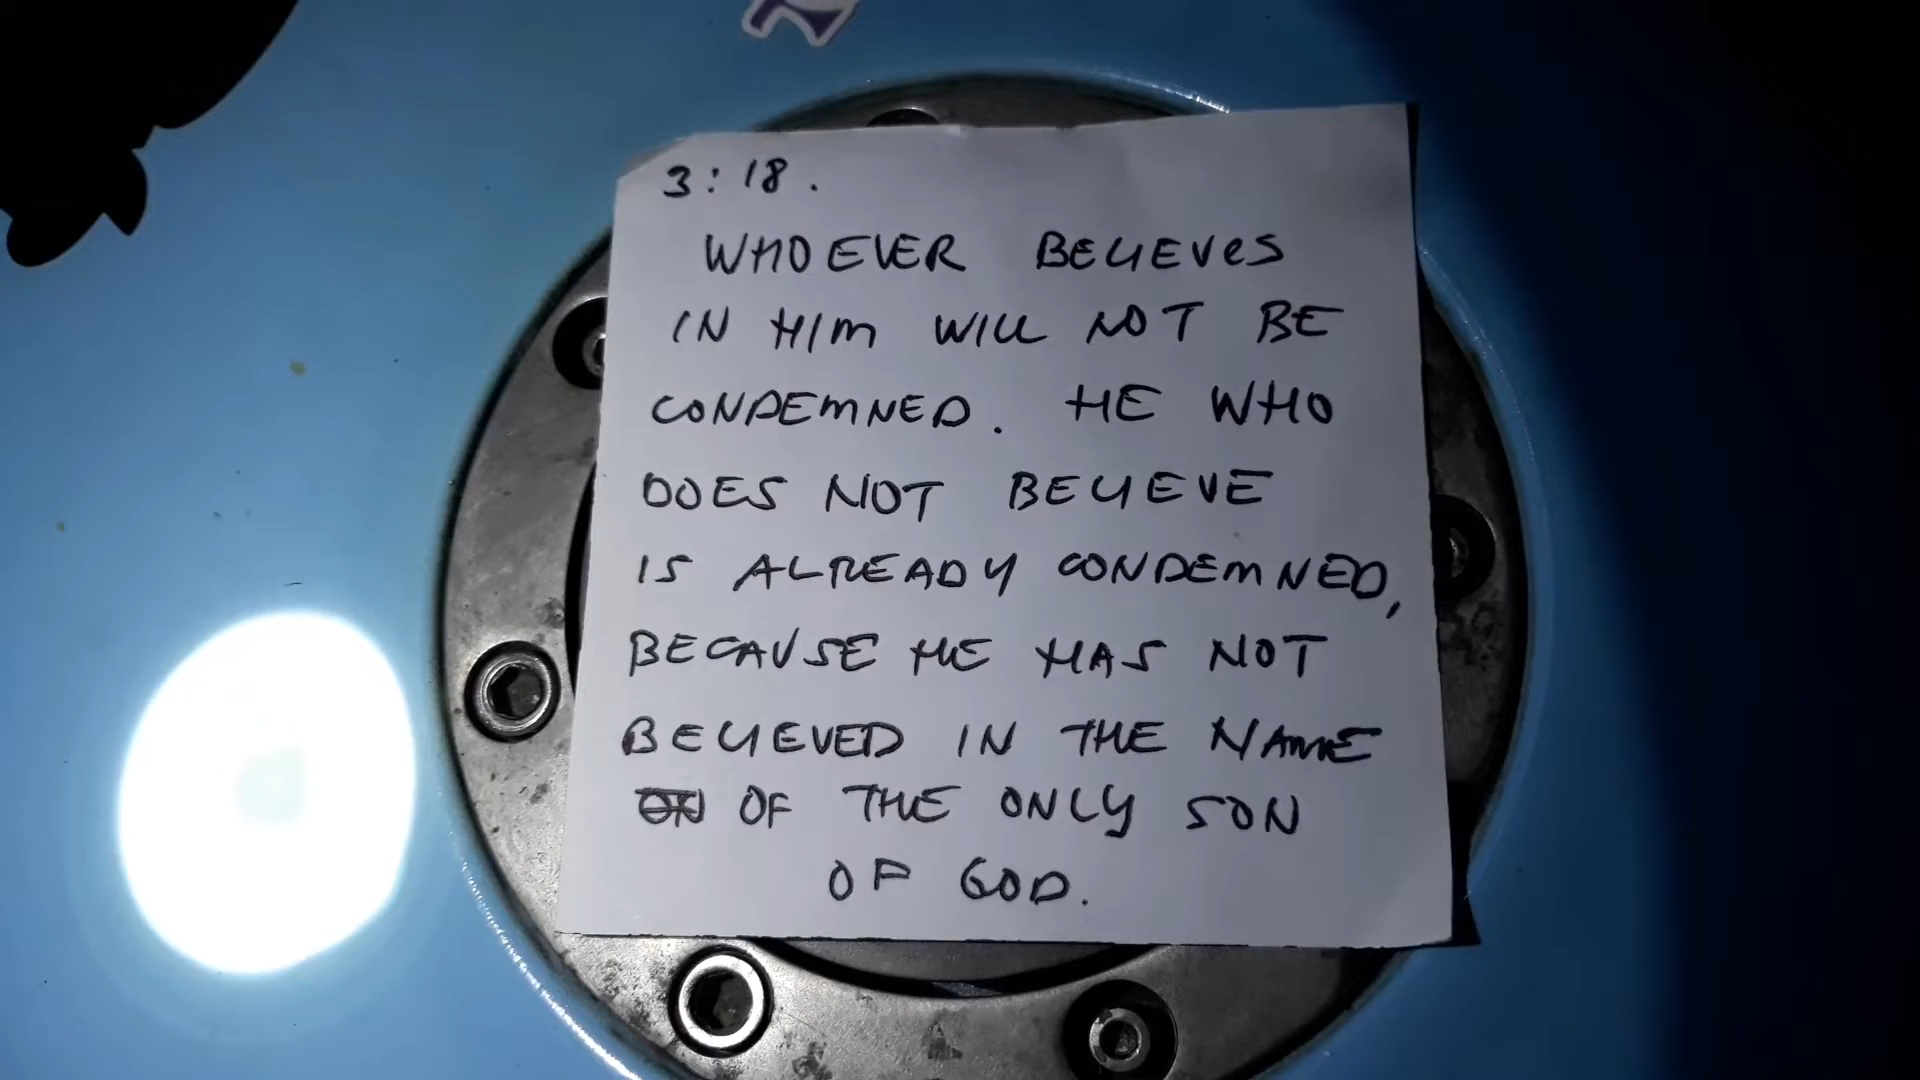 3:18.
WHOEVER BELIEVES
IN HIM WILL NOT BE
CONDEMNED. HE WHO
DOES NOT BELIEVE
IS ALREADY CONDEMNED,
BECAUSE HE HAS NOT
BELIEVED IN THE NAME
OF THE ONLY SON
OF GOD.